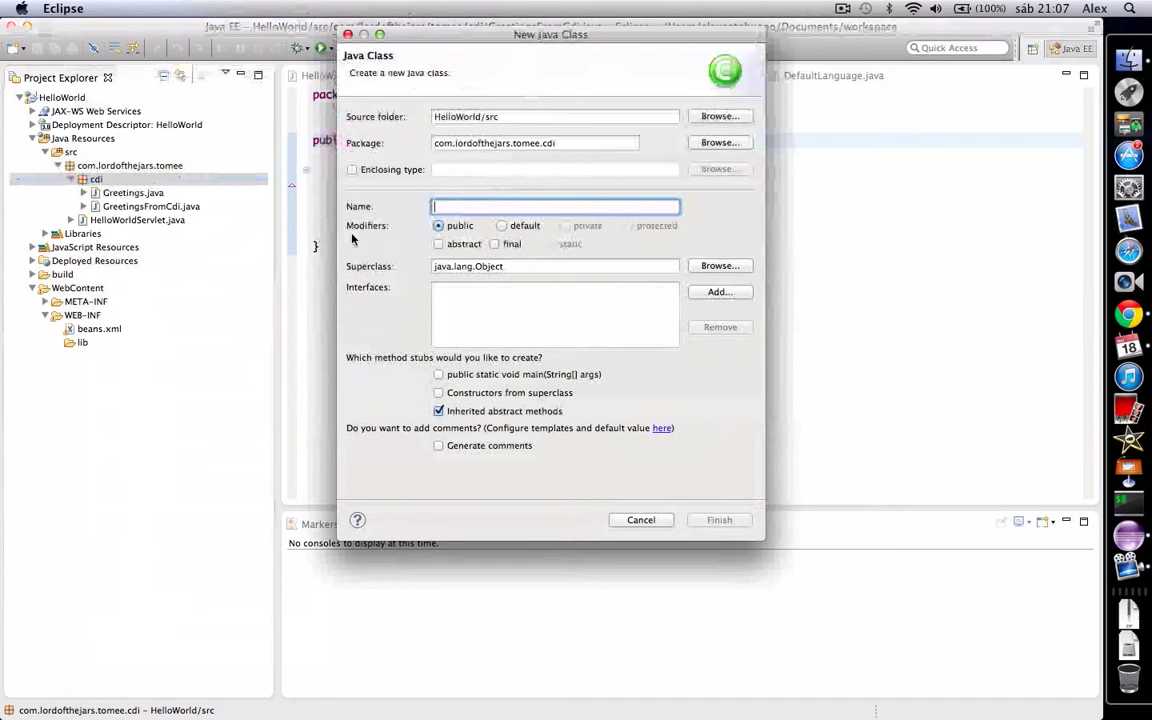 Eclipse
(100%)
sáb 21:07
Alex
Java EE
New Java Class
Quick Access
Java EE
Project Explorer
HelloWorld
JAX-WS Web Services
Deployment Descriptor: HelloWorld
Java Resources
src
com.lordofthejars.tomee
cdi
Greetings.java
GreetingsFromCdi.java
HelloWorldServlet.java
Libraries
JavaScript Resources
Deployed Resources
build
WebContent
META-INF
WEB-INF
beans.xml
lib
DefaultLanguage.java
}
Java Class
Create a new Java class.
Source folder:
HelloWorld/src
Browse...
Package:
com.lordofthejars.tomee.cdi
Browse...
Enclosing type:
Browse...
Name:
Modifiers:
public
default
private
protected
abstract
final
static
Superclass:
java.lang.Object
Browse...
Interfaces:
Add...
Remove
Which method stubs would you like to create?
public static void main(String[] args)
Constructors from superclass
Inherited abstract methods
Do you want to add comments? (Configure templates and default value here)
Generate comments
?
Cancel
Finish
Markers
No consoles to display at this time.
com.lordofthejars.tomee.cdi - HelloWorld/src
18